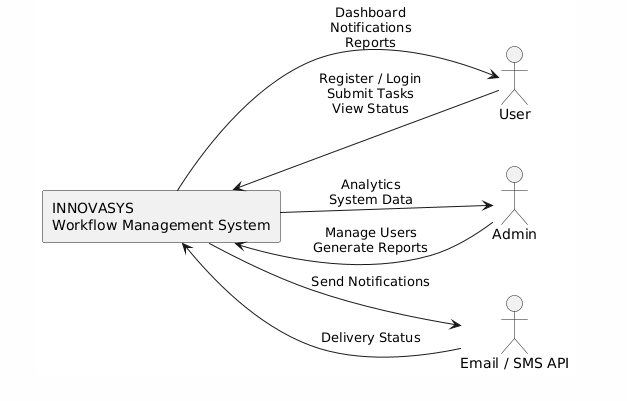 Dashboard
Notifications
Reports
Register / Login
Submit Tasks
View Status
User
INNOVASYS
Workflow Management System
Analytics
System Data
Manage Users
Generate Reports
Admin
Send Notifications
Delivery Status
Email / SMS API